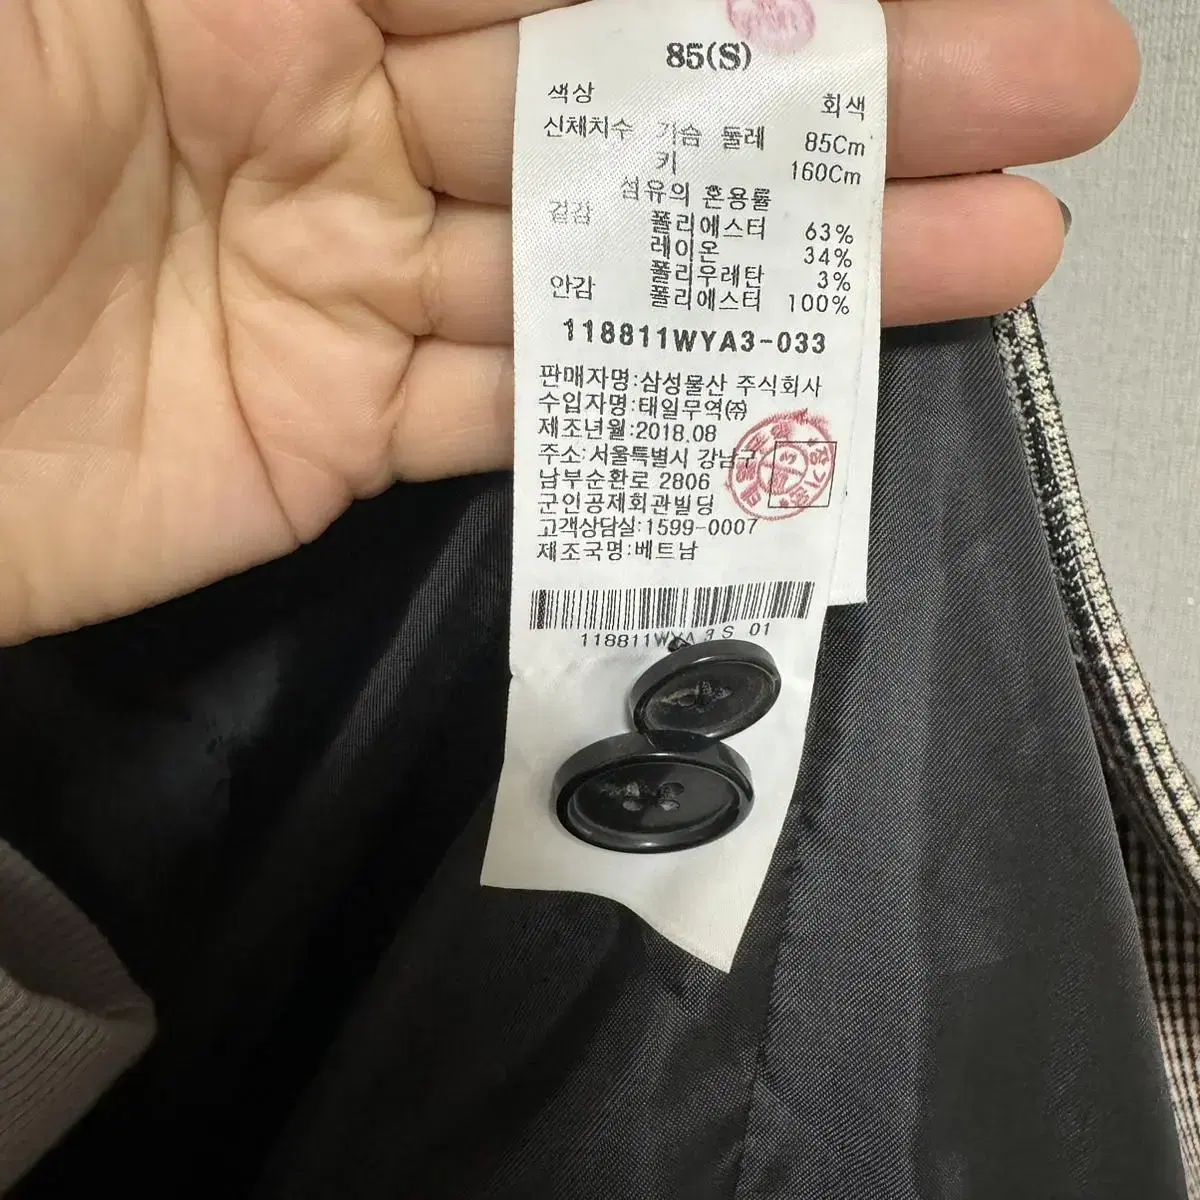 85(S)
색상 회색
신체치수 가슴 둘레 85Cm
키 160Cm
섬유의 혼용률
겉감 폴리에스터 63%
레이온 34%
폴리우레탄 3%
안감 폴리에스터 100%
118811WYA3-033
판매자명:삼성물산 주식회사
수입자명:태일무역㈜
제조년월:2018.08
주소:서울특별시 강남구
남부순환로 2806
군인공제회관빌딩
고객상담실:1599-0007
제조국명:베트남
118811WYA 3 S 01